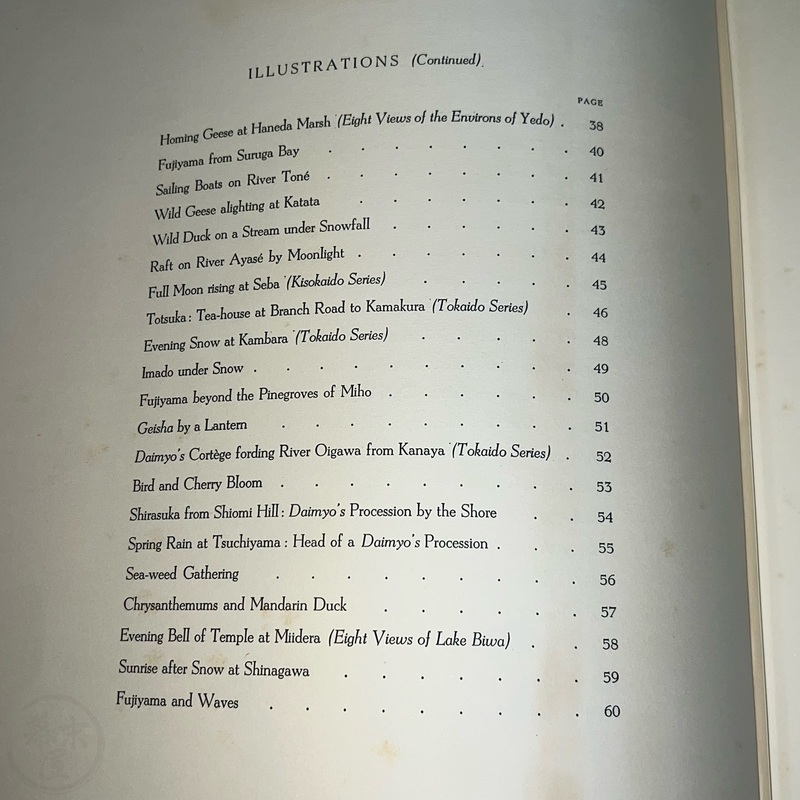 ILLUSTRATIONS (Continued).
PAGE
Homing Geese at Haneda Marsh (Eight Views of the Environs of Yedo) . 38
Fujiyama from Suruga Bay . . . . . . . 40
Sailing Boats on River Toné . . . . . . . 41
Wild Geese alighting at Katata . . . . . . 42
Wild Duck on a Stream under Snowfall . . . . . 43
Raft on River Ayasé by Moonlight . . . . . . 44
Full Moon rising at Seba (Kisokaido Series) . . . . 45
Totsuka: Tea-house at Branch Road to Kamakura (Tokaido Series) . 46
Evening Snow at Kambara (Tokaido Series) . . . . 48
Imado under Snow . . . . . . . . . 49
Fujiyama beyond the Pinegroves of Miho . . . . . 50
Geisha by a Lantern . . . . . . . . 51
Daimyo's Cortège fording River Oigawa from Kanaya (Tokaido Series) . 52
Bird and Cherry Bloom . . . . . . . . 53
Shirasuka from Shiomi Hill: Daimyo's Procession by the Shore . . 54
Spring Rain at Tsuchiyama: Head of a Daimyo's Procession . . . 55
Sea-weed Gathering . . . . . . . . 56
Chrysanthemums and Mandarin Duck . . . . . 57
Evening Bell of Temple at Miidera (Eight Views of Lake Biwa) . . 58
Sunrise after Snow at Shinagawa . . . . . . 59
Fujiyama and Waves . . . . . . . . 60